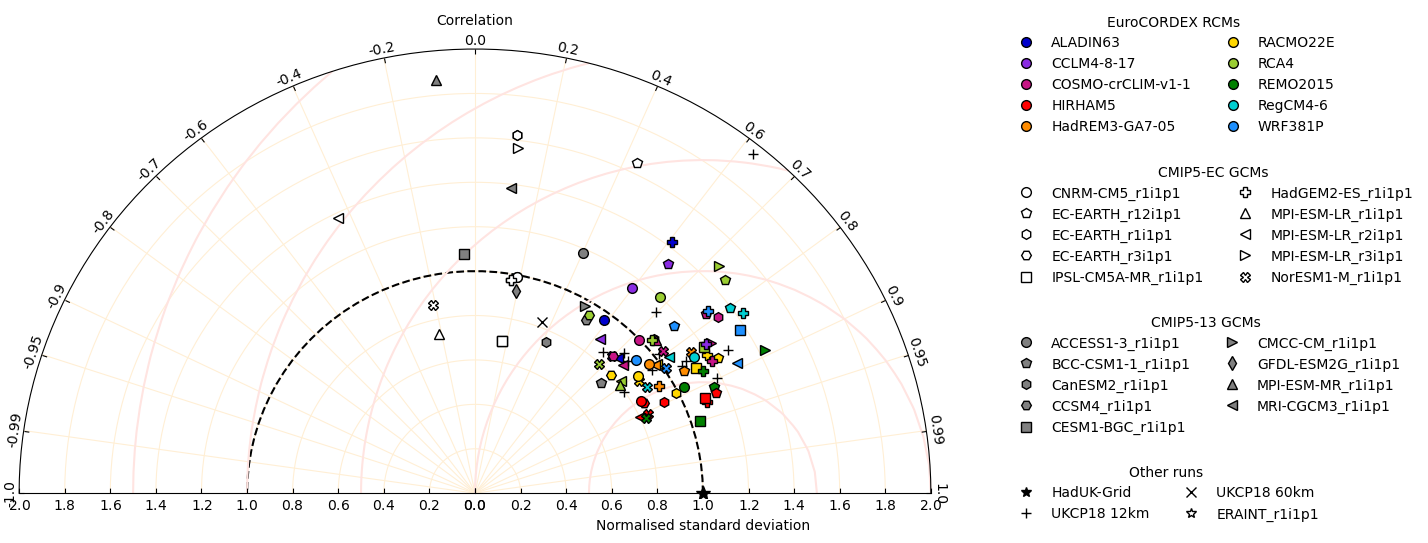 Correlation
0.0
-0.2
0.2
-0.4
0.4
-0.6
0.6
-0.7
0.7
-0.8
0.8
-0.9
0.9
-0.95
0.95
-0.99
0.99
-1.0
1.0
2.0 1.8 1.6 1.4 1.2 1.0 0.8 0.6 0.4 0.2 0.0 0.2 0.4 0.6 0.8 1.0 1.2 1.4 1.6 1.8 2.0
Normalised standard deviation
EuroCORDEX RCMs
ALADIN63
CCLM4-8-17
COSMO-crCLIM-v1-1
HIRHAM5
HadREM3-GA7-05
RACMO22E
RCA4
REMO2015
RegCM4-6
WRF381P
CMIP5-EC GCMs
CNRM-CM5_r1i1p1
EC-EARTH_r12i1p1
EC-EARTH_r1i1p1
EC-EARTH_r3i1p1
IPSL-CM5A-MR_r1i1p1
HadGEM2-ES_r1i1p1
MPI-ESM-LR_r1i1p1
MPI-ESM-LR_r2i1p1
MPI-ESM-LR_r3i1p1
NorESM1-M_r1i1p1
CMIP5-13 GCMs
ACCESS1-3_r1i1p1
BCC-CSM1-1_r1i1p1
CanESM2_r1i1p1
CCSM4_r1i1p1
CESM1-BGC_r1i1p1
CMCC-CM_r1i1p1
GFDL-ESM2G_r1i1p1
MPI-ESM-MR_r1i1p1
MRI-CGCM3_r1i1p1
Other runs
HadUK-Grid
UKCP18 12km
UKCP18 60km
ERAINT_r1i1p1